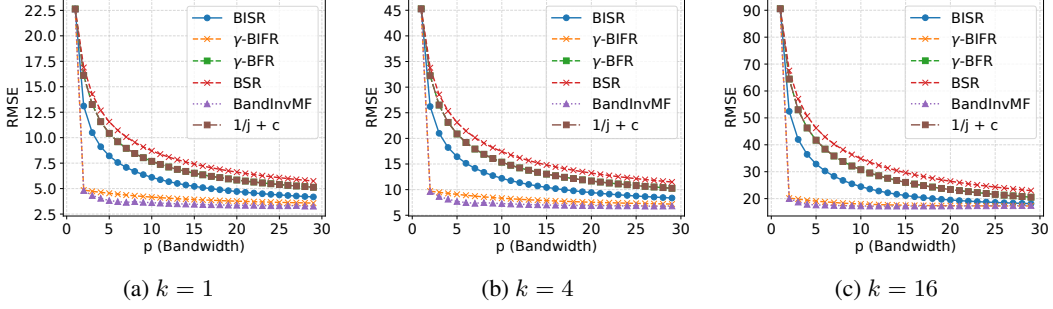 22.5
20.0
17.5
15.0
12.5
10.0
7.5
5.0
2.5
RMSE
0 5 10 15 20 25 30
p (Bandwidth)
BISR
γ-BIFR
γ-BFR
BSR
BandInvMF
1/j + c
(a) k = 1
45
40
35
30
25
20
15
10
5
RMSE
0 5 10 15 20 25 30
p (Bandwidth)
BISR
γ-BIFR
γ-BFR
BSR
BandInvMF
1/j + c
(b) k = 4
90
80
70
60
50
40
30
20
RMSE
0 5 10 15 20 25 30
p (Bandwidth)
BISR
γ-BIFR
γ-BFR
BSR
BandInvMF
1/j + c
(c) k = 16